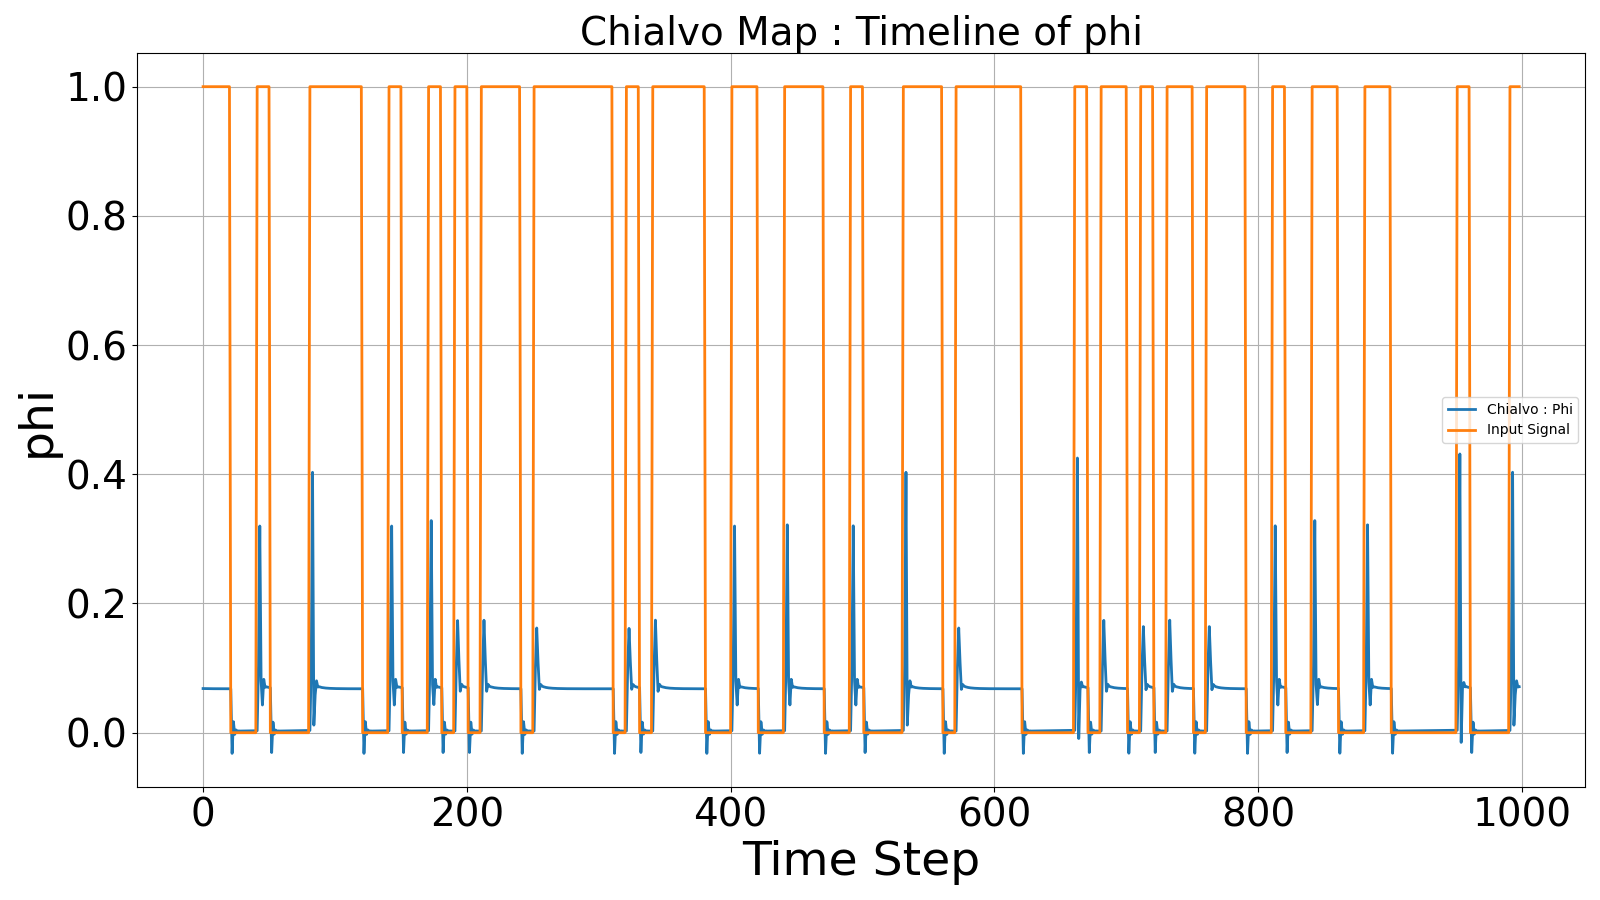 Chialvo Map : Timeline of phi
1.0
0.8
0.6
0.4
0.2
0.0
phi
Chialvo : Phi
Input Signal
0 200 400 600 800 1000
Time Step